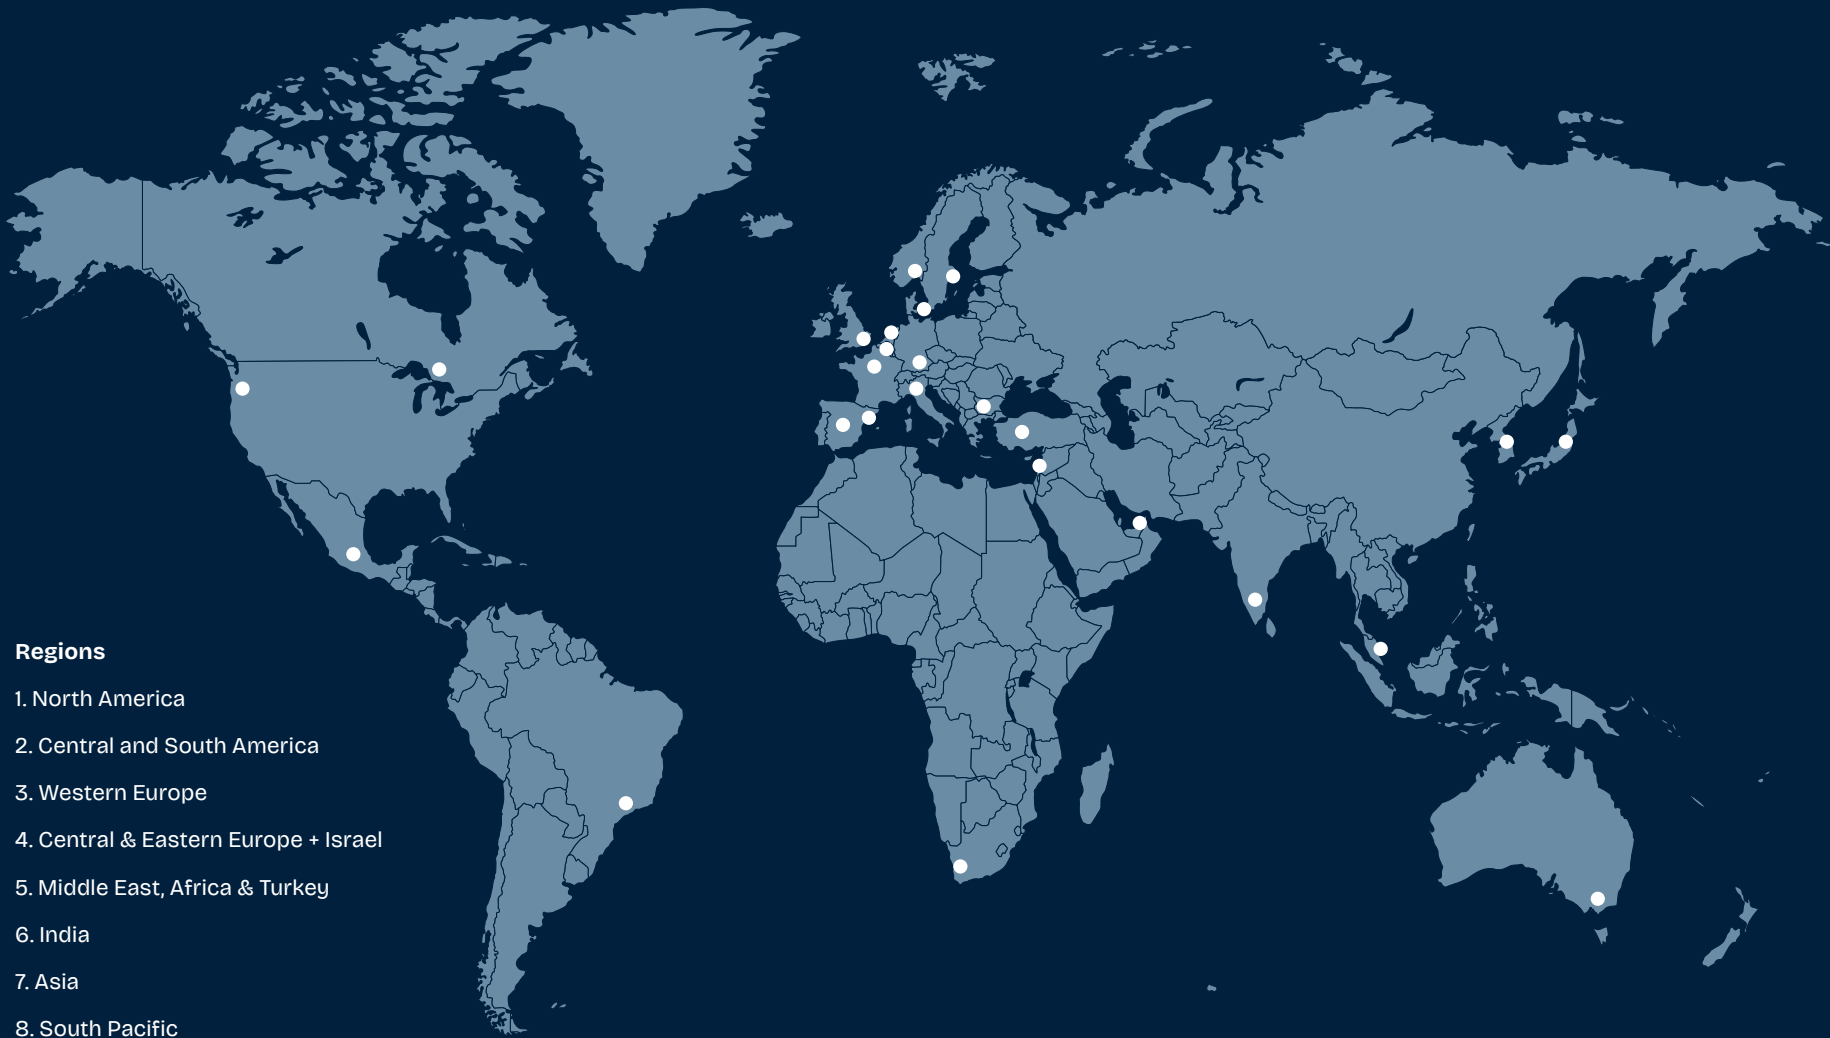 Regions
1. North America
2. Central and South America
3. Western Europe
4. Central & Eastern Europe + Israel
5. Middle East, Africa & Turkey
6. India
7. Asia
8. South Pacific